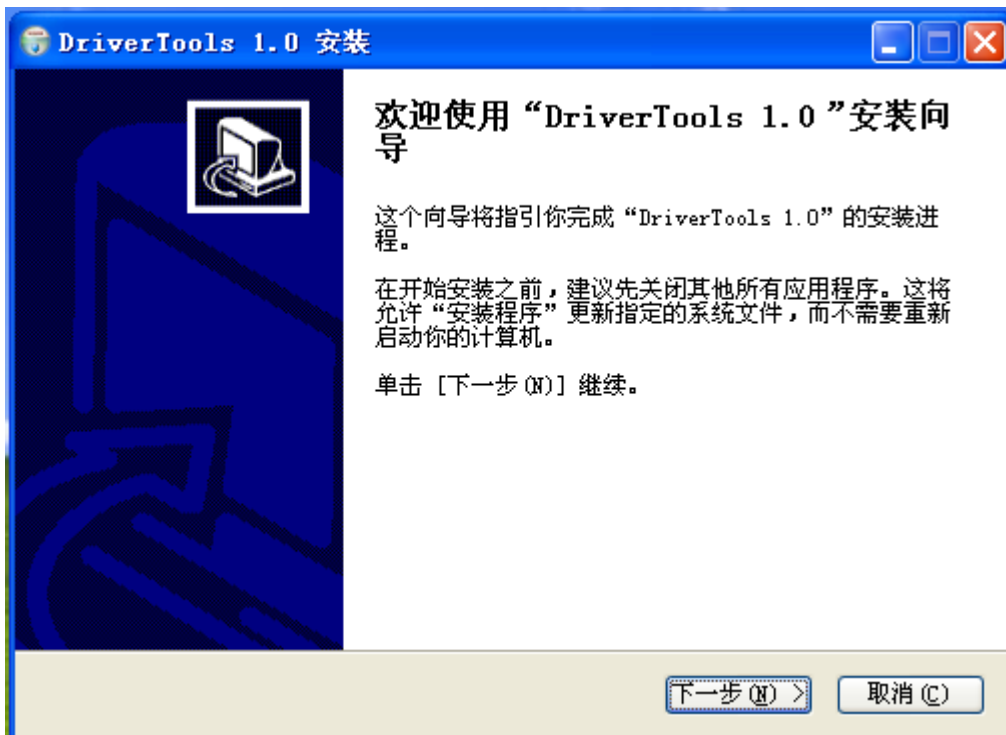 DriverTools 1.0 安装
欢迎使用“DriverTools 1.0”安装向
导
这个向导将指引你完成“DriverTools 1.0”的安装进
程。
在开始安装之前，建议先关闭其他所有应用程序。这将
允许“安装程序”更新指定的系统文件，而不需要重新
启动你的计算机。
单击 [下一步(N)] 继续。
下一步(N) >
取消(C)